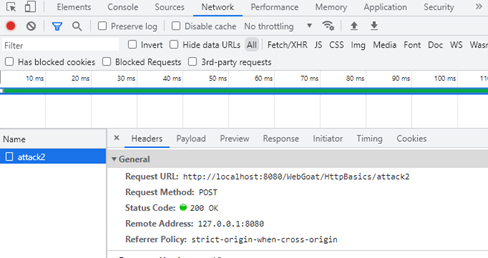 Elements Console Sources Network Performance Memory Application Security
Preserve log Disable cache No throttling
Filter Invert Hide data URLs All Fetch/XHR JS CSS Img Media Font Doc WS
Has blocked cookies Blocked Requests 3rd-party requests
10 ms 20 ms 30 ms 40 ms 50 ms 60 ms 70 ms 80 ms 90 ms 100 ms
Name × Headers Payload Preview Response Initiator Timing Cookies
attack2
General
Request URL: http://localhost:8080/WebGoat/HttpBasics/attack2
Request Method: POST
Status Code: 200 OK
Remote Address: 127.0.0.1:8080
Referrer Policy: strict-origin-when-cross-origin